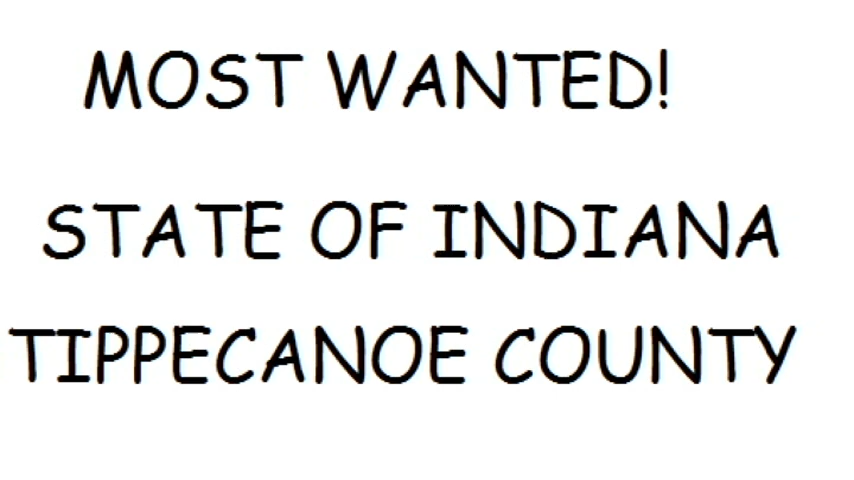 MOST WANTED!
STATE OF INDIANA
TIPPECANOE COUNTY